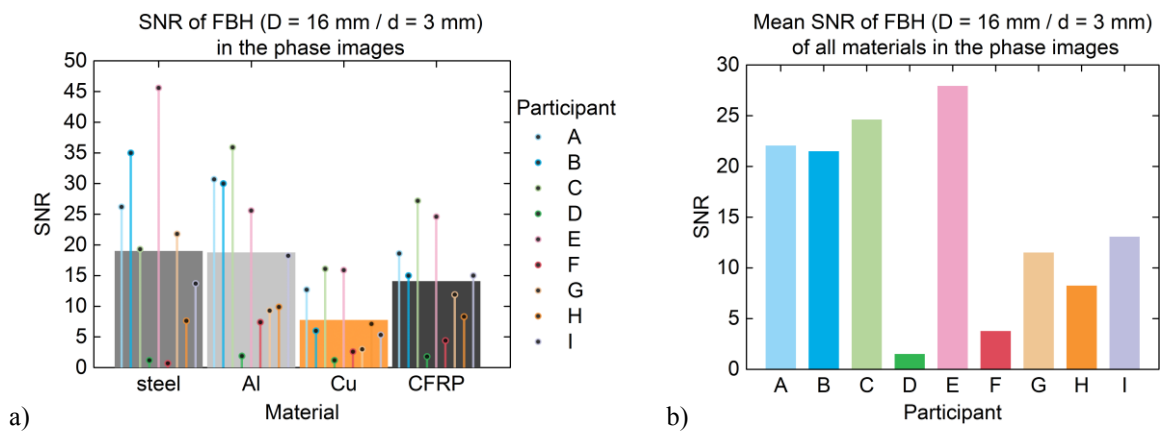 SNR of FBH (D = 16 mm / d = 3 mm)
in the phase images
50
45
40
35
30
25
20
15
10
5
0
SNR
steel Al Cu CFRP
Material
Participant
A
B
C
D
E
F
G
H
I
a)
Mean SNR of FBH (D = 16 mm / d = 3 mm)
of all materials in the phase images
30
25
20
15
10
5
0
SNR
A B C D E F G H I
Participant
b)